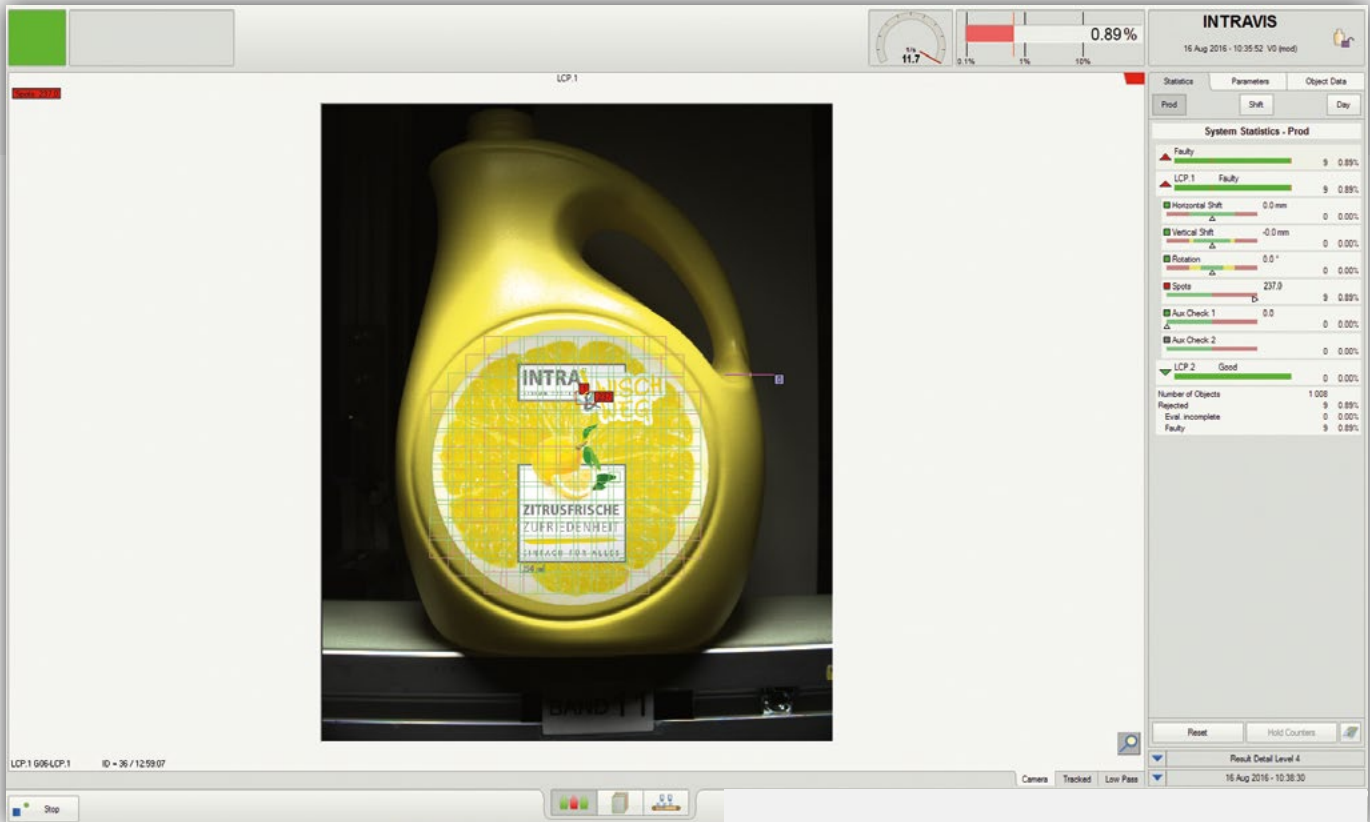 11.7
1/s
0.1%
1%
10%
0.89%
INTRAVIS
16 Aug 2016 - 10:35:52 V0 (mod)
LCP.1
Spots 237.0
Statistics
Parameters
Object Data
Prod
Shift
Day
System Statistics - Prod
Faulty
9 0.89%
LCP.1 Faulty
9 0.89%
Horizontal Shift 0.0 mm
0 0.00%
Vertical Shift -0.0 mm
0 0.00%
Rotation 0.0 °
0 0.00%
Spots 237.0
9 0.89%
Aux Check 1 0.0
0 0.00%
Aux Check 2
0 0.00%
LCP.2 Good
0 0.00%
Number of Objects 1 008
Rejected 9 0.89%
Eval. incomplete 0 0.00%
Faulty 9 0.89%
INTRA
WISCH
WEG
ZITRUSFRISCHE
ZUFRIEDENHEIT
EINFACH FÜR ALLES
BAND 11
Reset
Hold Counters
Result Detail Level 4
16 Aug 2016 - 10:38:30
LCP.1 G06-LCP.1 ID = 36 / 12:59:07
Camera
Tracked
Low Pass
Stop